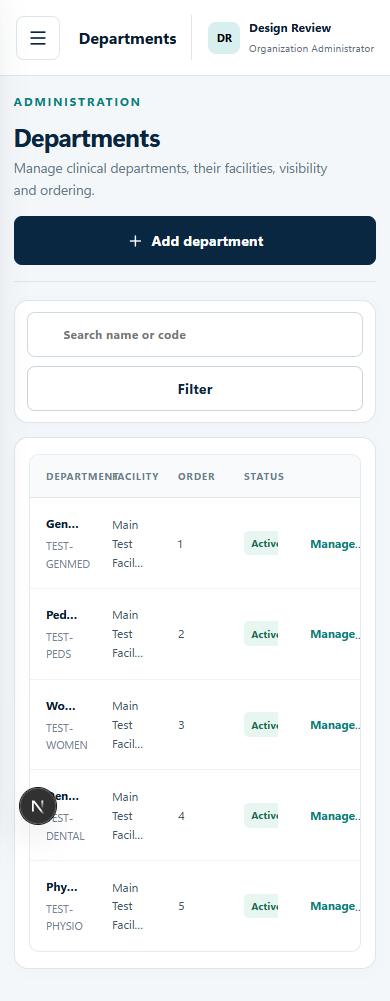 Departments
DR
Design Review
Organization Administrator
ADMINISTRATION
Departments
Manage clinical departments, their facilities, visibility
and ordering.
+ Add department
Search name or code
Filter
DEPARTMENT FACILITY ORDER STATUS
Gen... Main Test Facil... 1 Active Manage...
TEST-
GENMED
Ped... Main Test Facil... 2 Active Manage...
TEST-
PEDS
Wo... Main Test Facil... 3 Active Manage...
TEST-
WOMEN
Den... Main Test Facil... 4 Active Manage...
TEST-
DENTAL
Phy... Main Test Facil... 5 Active Manage...
TEST-
PHYSIO
N